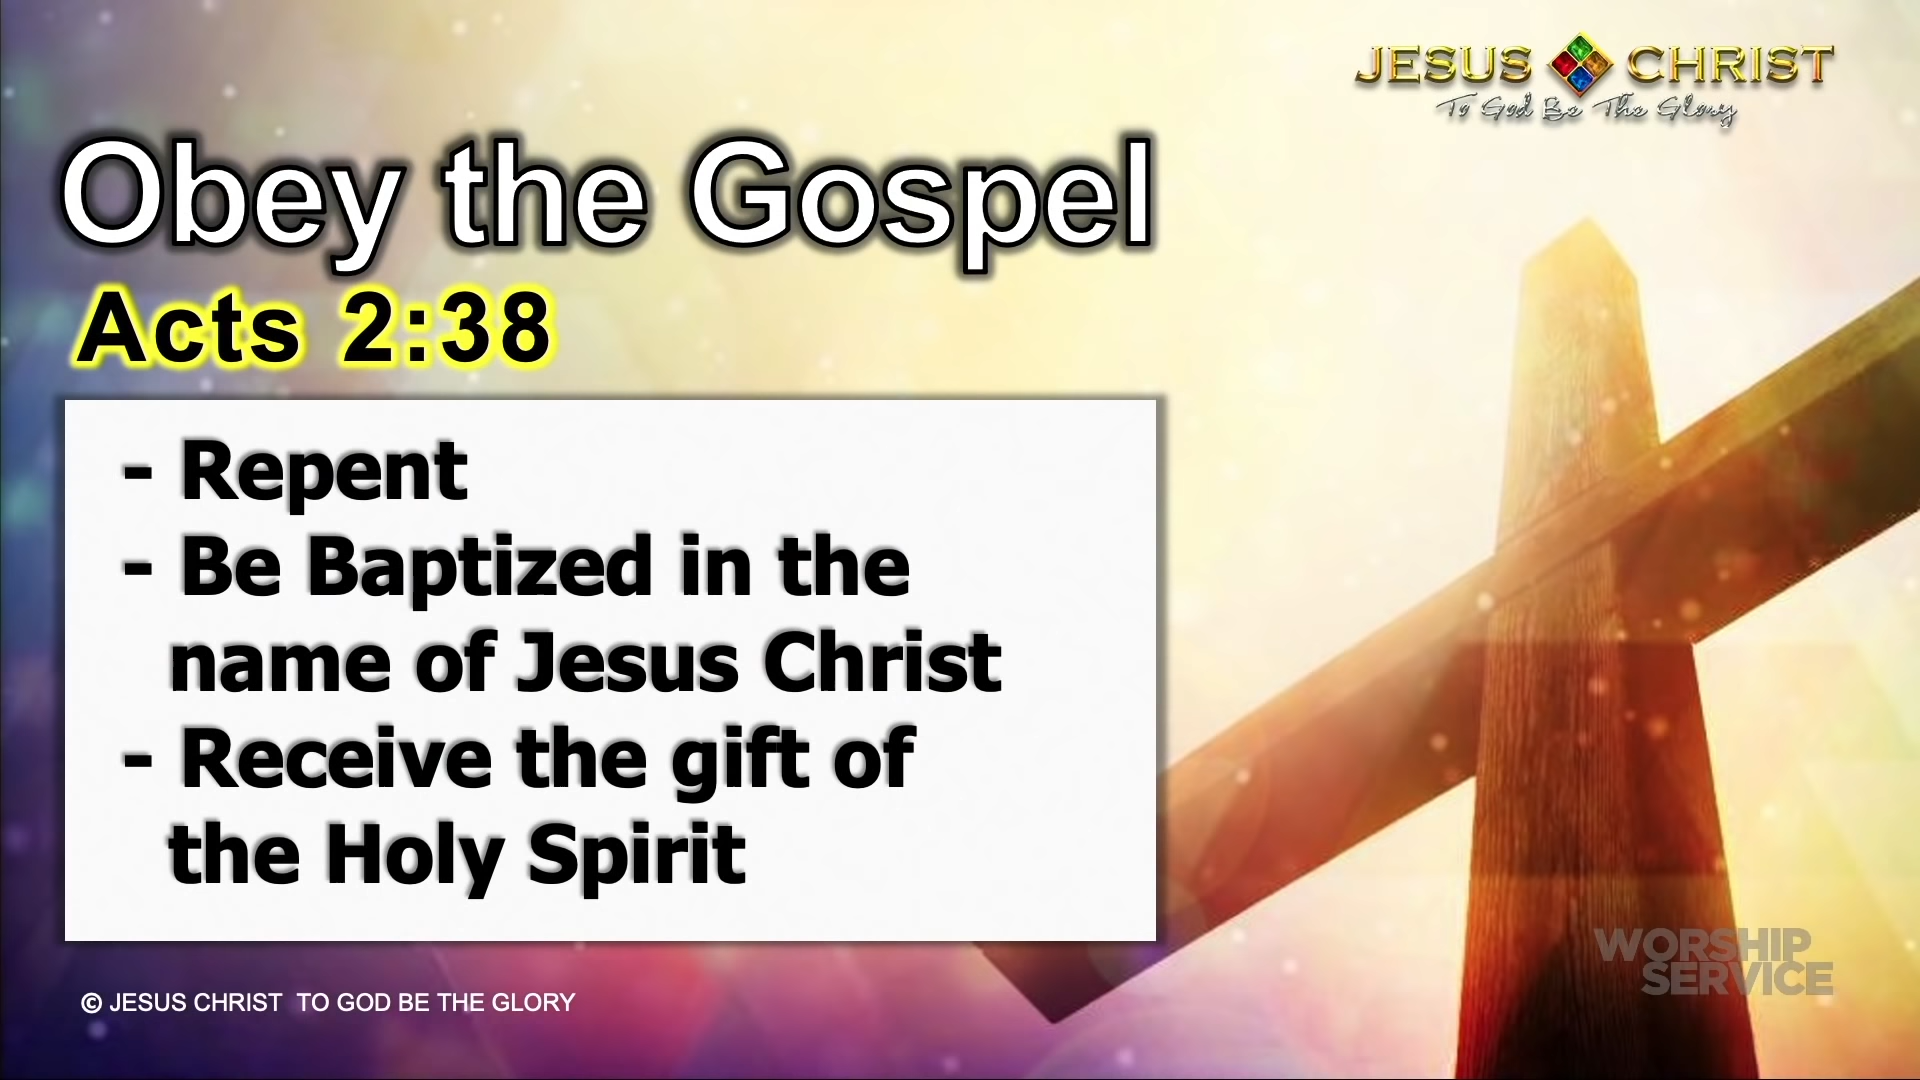 JESUS CHRIST
To God Be The Glory
Obey the Gospel
Acts 2:38
- Repent
- Be Baptized in the
name of Jesus Christ
- Receive the gift of
the Holy Spirit
WORSHIP
SERVICE
© JESUS CHRIST  TO GOD BE THE GLORY